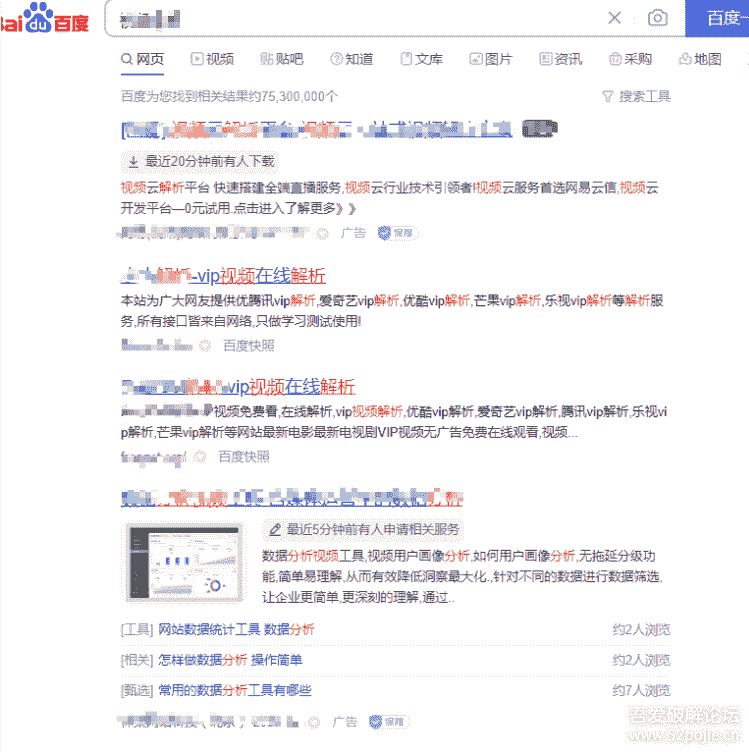 Bai du 百度
百度一
网页 视频 贴吧 知道 文库 图片 资讯 采购 地图
百度为您找到相关结果约75,300,000个 搜索工具
最近20分钟前有人下载
视频云解析平台 快速搭建全端直播服务,视频云行业技术引领者!视频云服务首选网易云信,视频云
开发平台—0元试用.点击进入了解更多》》
广告 保障
解析-vip视频在线解析
本站为广大网友提供优腾讯vip解析,爱奇艺vip解析,优酷vip解析,芒果vip解析,乐视vip解析等解析服
务,所有接口皆来自网络,只做学习测试使用!
百度快照
vip视频在线解析
视频免费看,在线解析,vip视频解析,优酷vip解析,爱奇艺vip解析,腾讯vip解析,乐视vi
p解析,芒果vip解析等网站最新电影最新电视剧VIP视频无广告免费在线观看,视频...
百度快照
最近5分钟前有人申请相关服务
数据分析视频工具,视频用户画像分析,如何用户画像分析,无拖延分级功
能,简单易理解,从而有效降低洞察最大化.,针对不同的数据进行数据筛选,
让企业更简单,更深刻的理解,通过..
[工具] 网站数据统计工具 数据分析 约2人浏览
[相关] 怎样做数据分析 操作简单 约2人浏览
[甄选] 常用的数据分析工具有哪些 约7人浏览
广告 保障
吾爱破解论坛
www.52pojie.cn